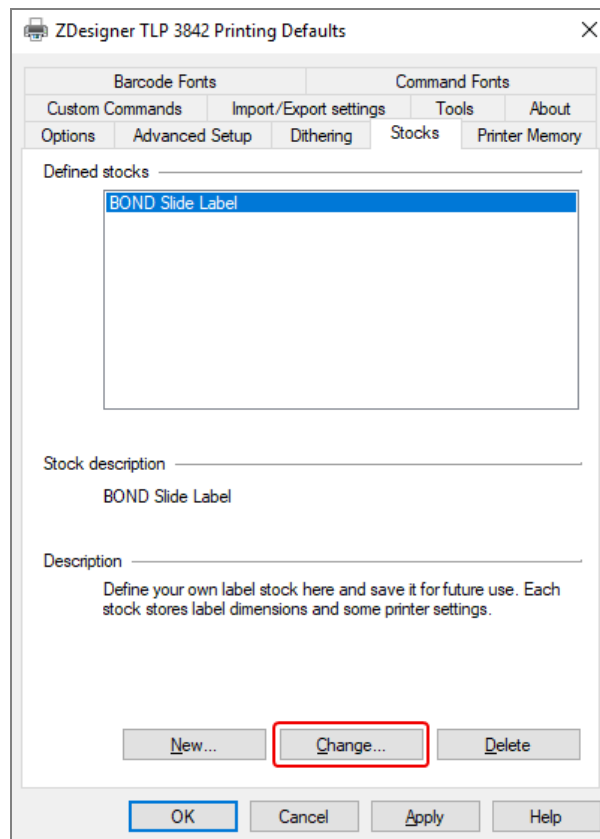 ZDesigner TLP 3842 Printing Defaults
Barcode Fonts Command Fonts
Custom Commands Import/Export settings Tools About
Options Advanced Setup Dithering Stocks Printer Memory
Defined stocks
BOND Slide Label
Stock description
BOND Slide Label
Description
Define your own label stock here and save it for future use. Each
stock stores label dimensions and some printer settings.
New... Change... Delete
OK Cancel Apply Help